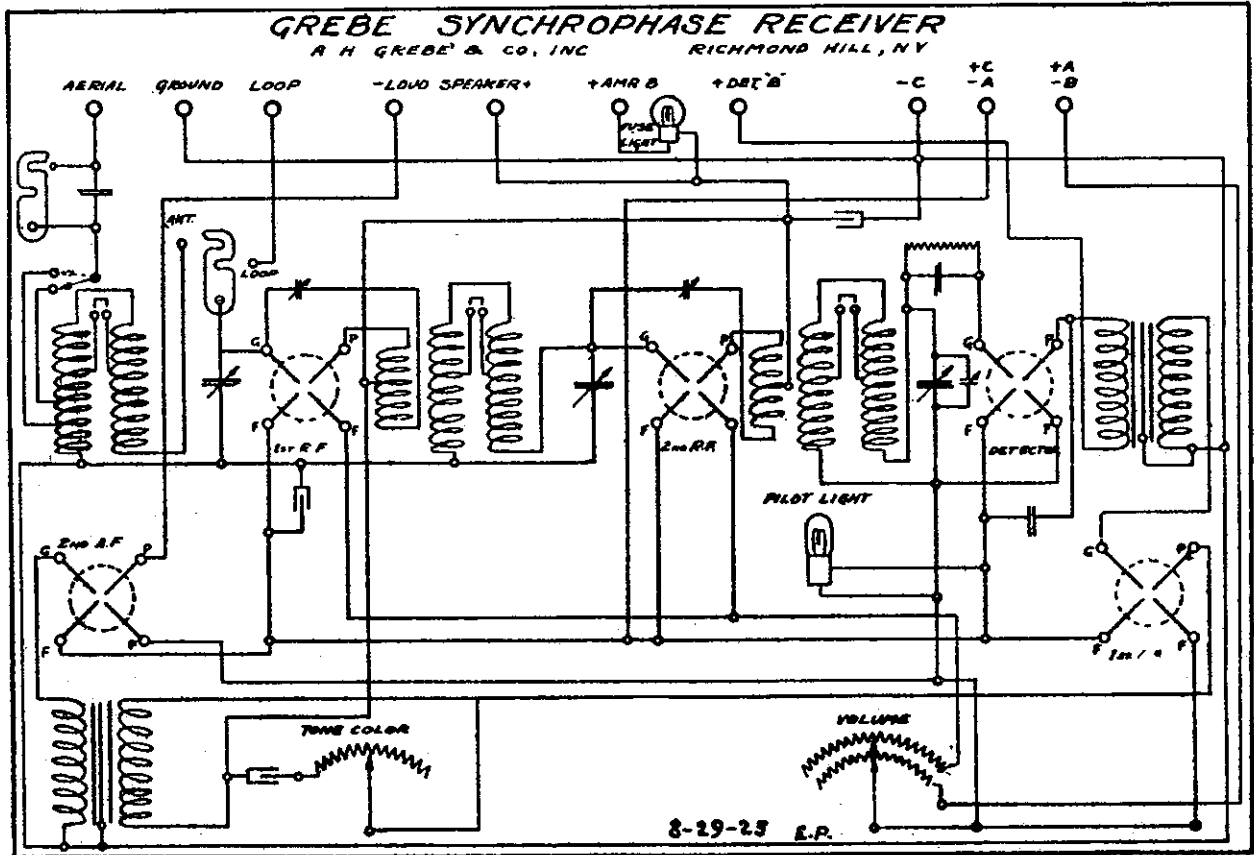 GREBE SYNCHROPHASE RECEIVER
A H GREBE & CO, INC RICHMOND HILL, NY
AERIAL GROUND LOOP -LOUD SPEAKER+ +AMP. B +DET. "B" -C +C +A
-A -B
FUSE
LIGHT
ANT.
LOOP
G P G P G P
F F F F F F
1ST R.F. 2ND R.F. DETECTOR
PILOT LIGHT
2ND A.F
G P G P
F F F F
1ST
TONE COLOR VOLUME
8-29-25 E.P.